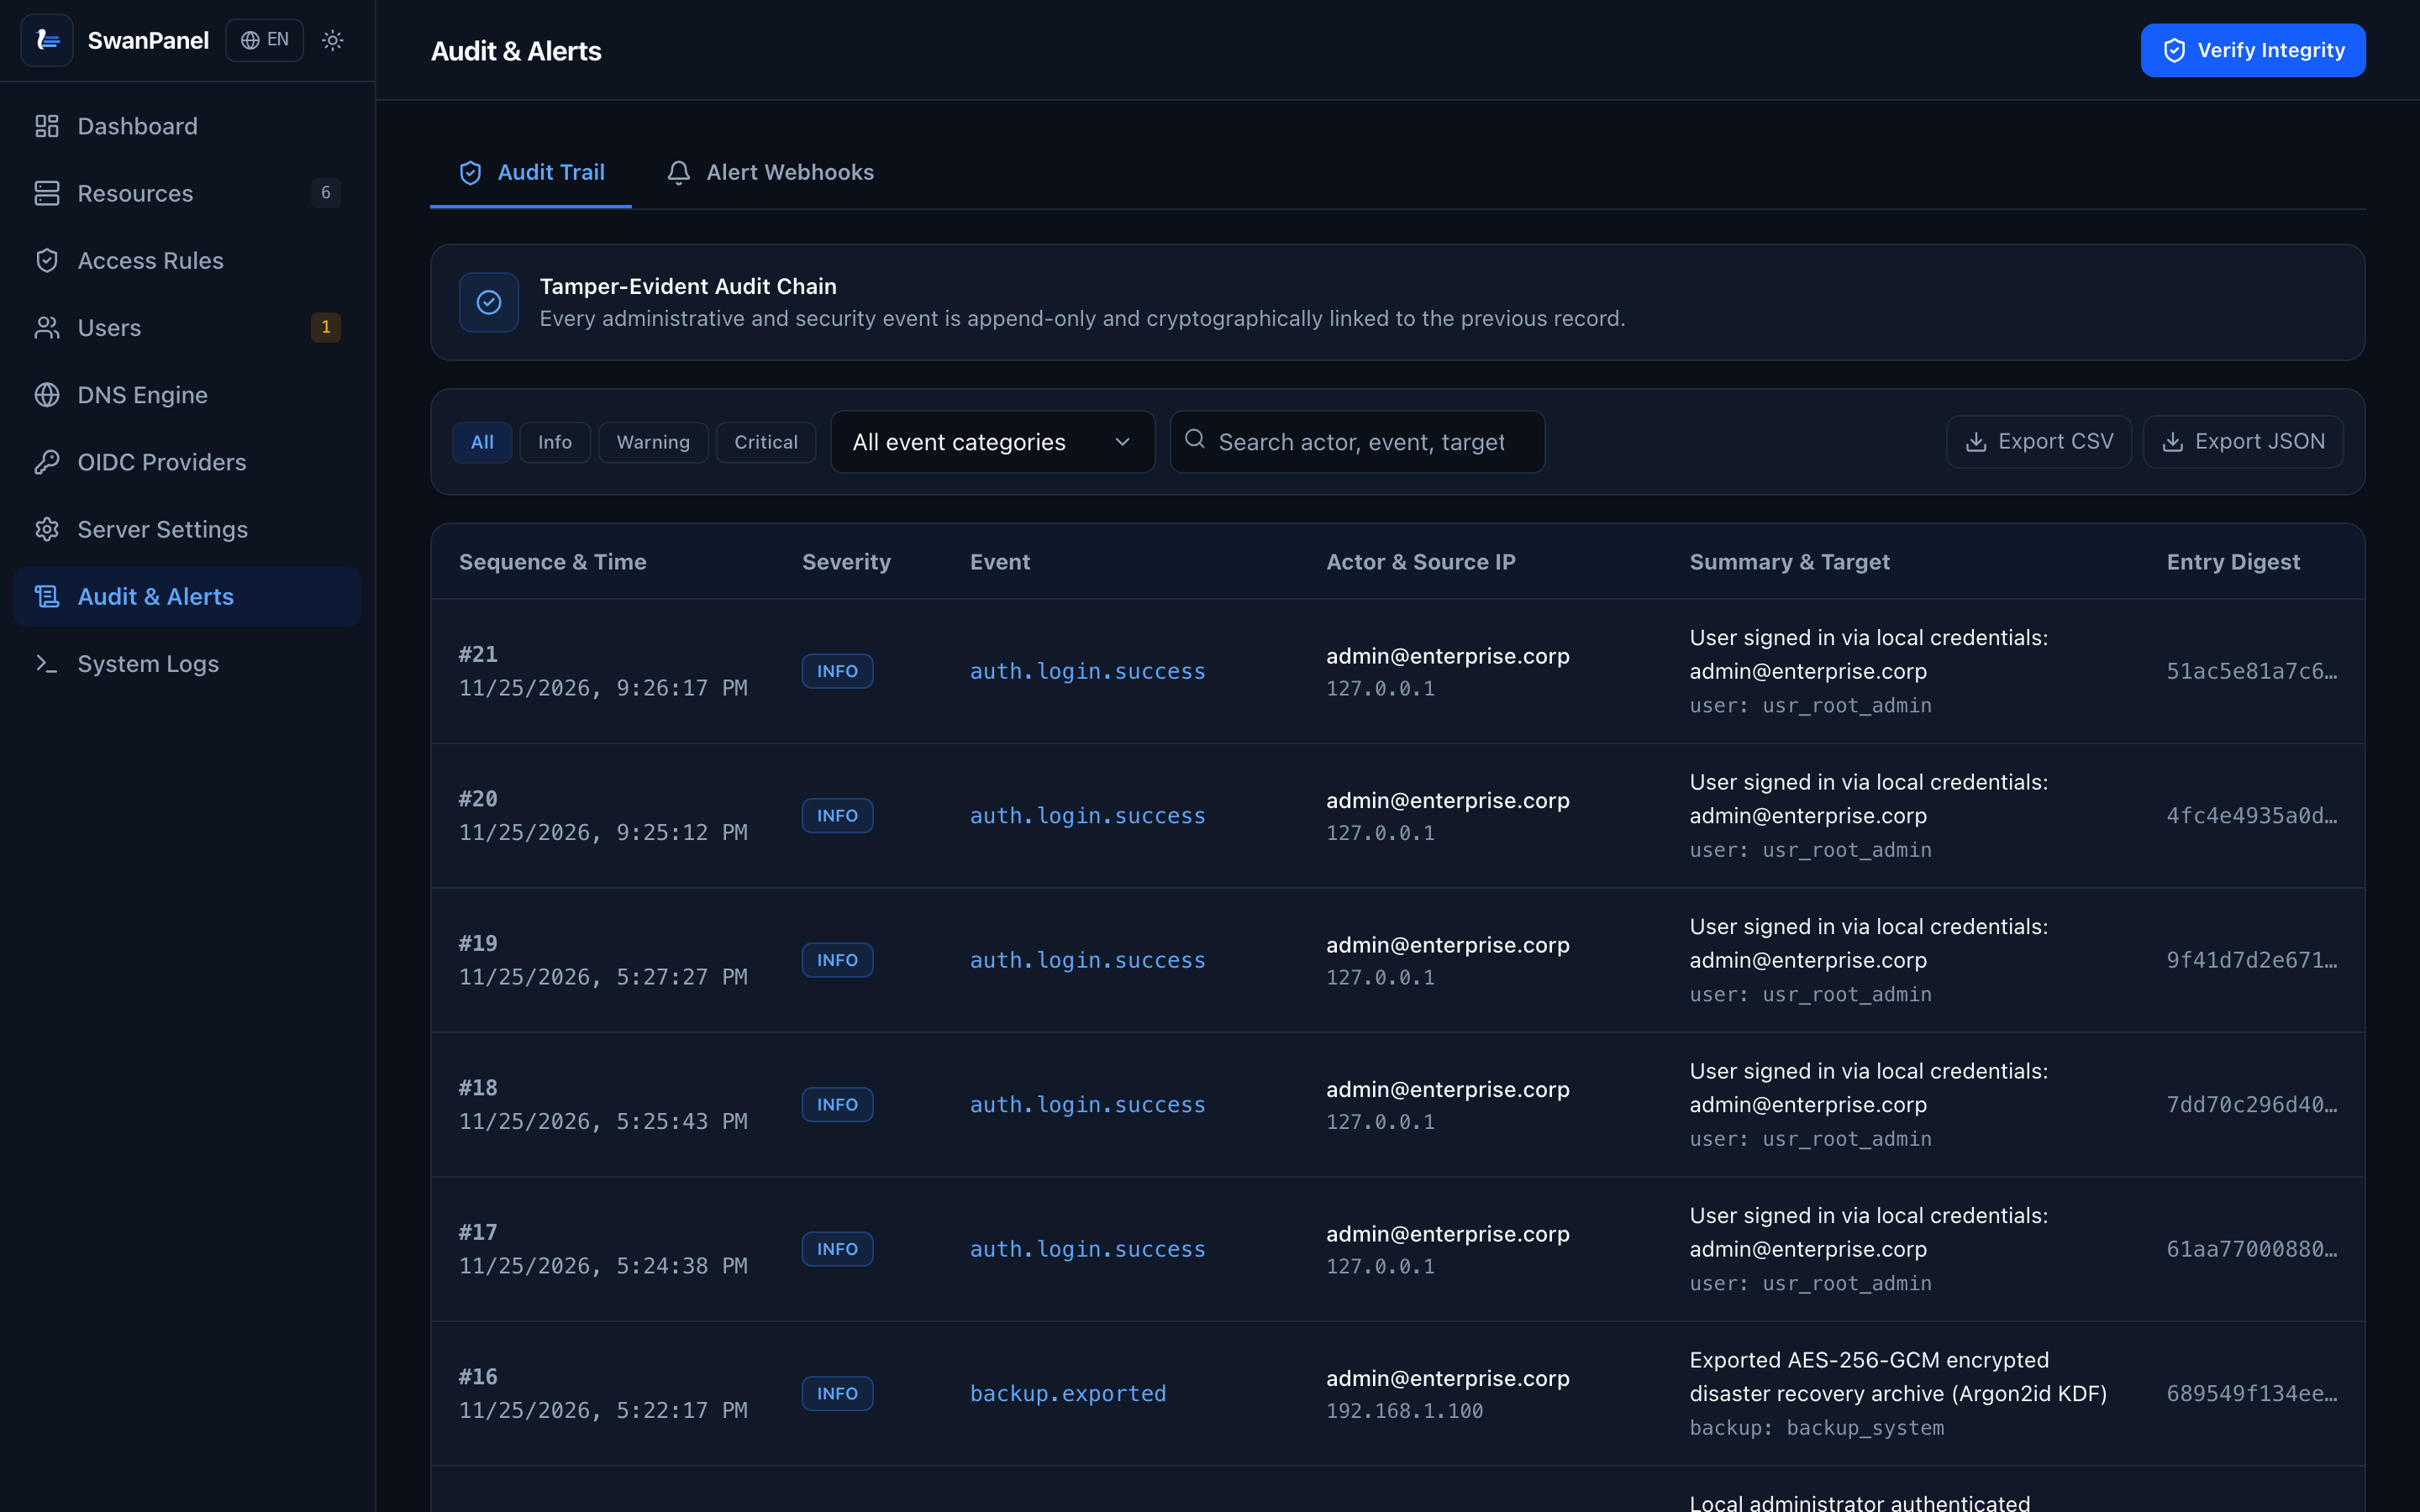 SwanPanel
EN
Dashboard
Resources
6
Access Rules
Users
1
DNS Engine
OIDC Providers
Server Settings
Audit & Alerts
System Logs
Audit & Alerts
Verify Integrity
Audit Trail
Alert Webhooks
Tamper-Evident Audit Chain
Every administrative and security event is append-only and cryptographically linked to the previous record.
All
Info
Warning
Critical
All event categories
Search actor, event, target
Export CSV
Export JSON
Sequence & Time
Severity
Event
Actor & Source IP
Summary & Target
Entry Digest
#21
11/25/2026, 9:26:17 PM
INFO
auth.login.success
admin@enterprise.corp
127.0.0.1
User signed in via local credentials:
admin@enterprise.corp
user: usr_root_admin
51ac5e81a7c6…
#20
11/25/2026, 9:25:12 PM
INFO
auth.login.success
admin@enterprise.corp
127.0.0.1
User signed in via local credentials:
admin@enterprise.corp
user: usr_root_admin
4fc4e4935a0d…
#19
11/25/2026, 5:27:27 PM
INFO
auth.login.success
admin@enterprise.corp
127.0.0.1
User signed in via local credentials:
admin@enterprise.corp
user: usr_root_admin
9f41d7d2e671…
#18
11/25/2026, 5:25:43 PM
INFO
auth.login.success
admin@enterprise.corp
127.0.0.1
User signed in via local credentials:
admin@enterprise.corp
user: usr_root_admin
7dd70c296d40…
#17
11/25/2026, 5:24:38 PM
INFO
auth.login.success
admin@enterprise.corp
127.0.0.1
User signed in via local credentials:
admin@enterprise.corp
user: usr_root_admin
61aa77000880…
#16
11/25/2026, 5:22:17 PM
INFO
backup.exported
admin@enterprise.corp
192.168.1.100
Exported AES-256-GCM encrypted
disaster recovery archive (Argon2id KDF)
backup: backup_system
689549f134ee…
Local administrator authenticated